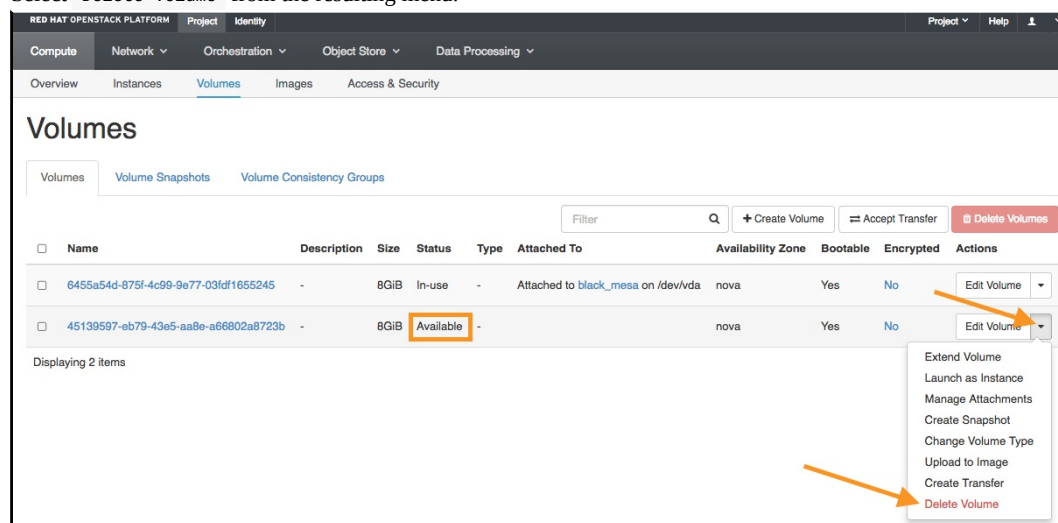 from the resulting menu.
RED HAT OPENSTACK PLATFORM Project Identity Project Help
Compute Network Orchestration Object Store Data Processing
Overview Instances Volumes Images Access & Security
Volumes
Volumes Volume Snapshots Volume Consistency Groups
Filter + Create Volume Accept Transfer Delete Volumes
Name Description Size Status Type Attached To Availability Zone Bootable Encrypted Actions
6455a54d-875f-4c99-9e77-03fdf1655245 - 8GiB In-use - Attached to black_mesa on /dev/vda nova Yes No Edit Volume
45139597-eb79-43e5-aa8e-a66802a8723b - 8GiB Available - nova Yes No Edit Volume
Displaying 2 items
Extend Volume
Launch as Instance
Manage Attachments
Create Snapshot
Change Volume Type
Upload to Image
Create Transfer
Delete Volume